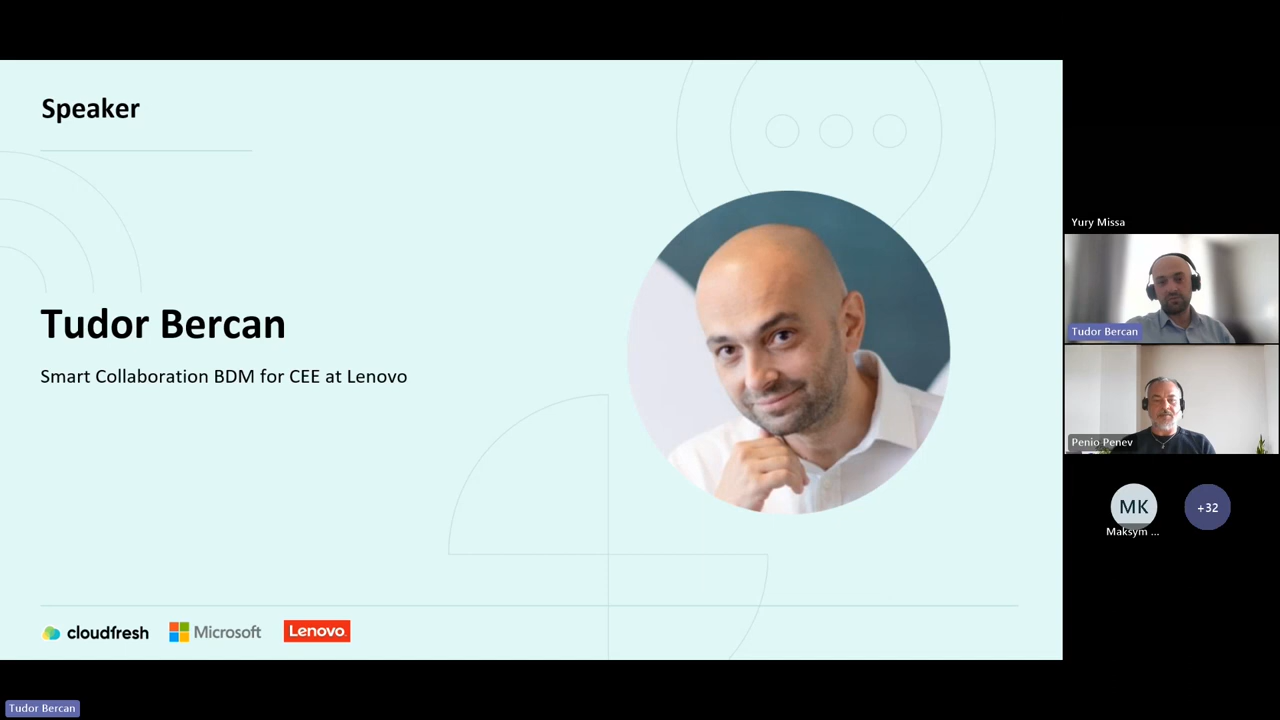 Speaker
Tudor Bercan
Smart Collaboration BDM for CEE at Lenovo
cloudfresh
Microsoft
Lenovo
Yury Missa
Tudor Bercan
Penio Penev
MK
+32
Maksym ...
Tudor Bercan